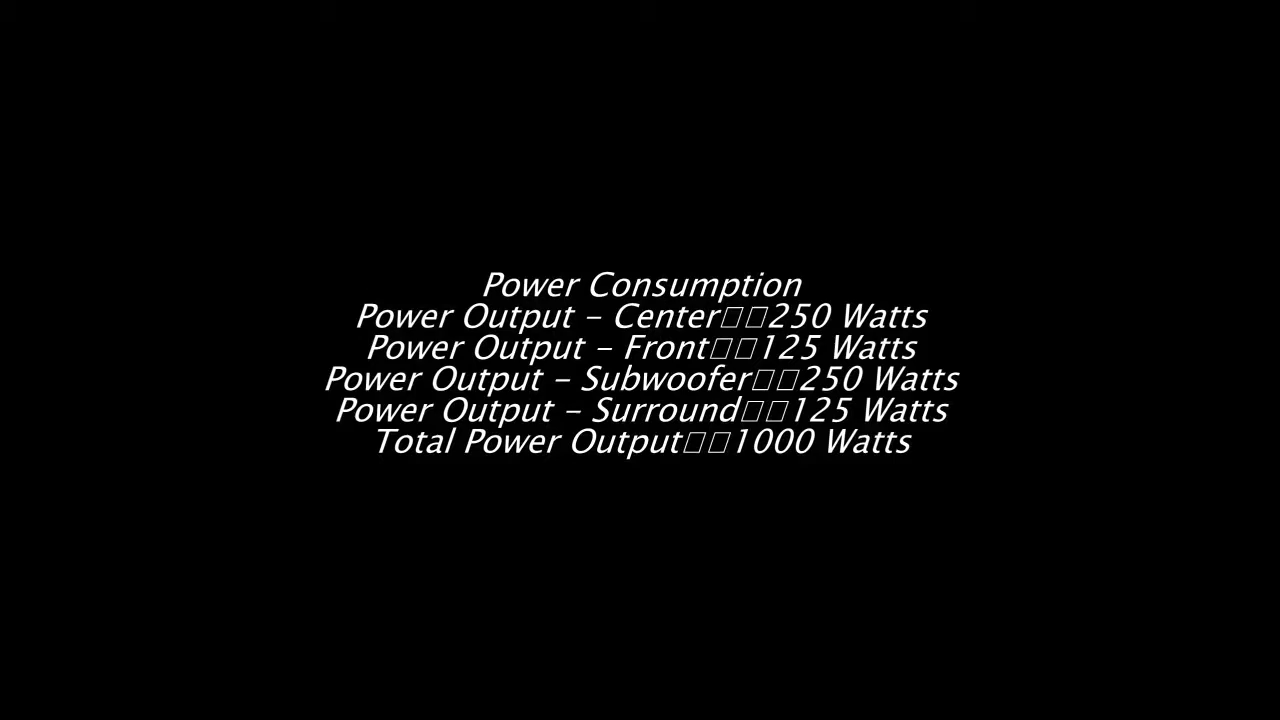 Power Consumption
Power Output – Center□□250 Watts
Power Output – Front□□125 Watts
Power Output – Subwoofer□□250 Watts
Power Output – Surround□□125 Watts
Total Power Output□□1000 Watts